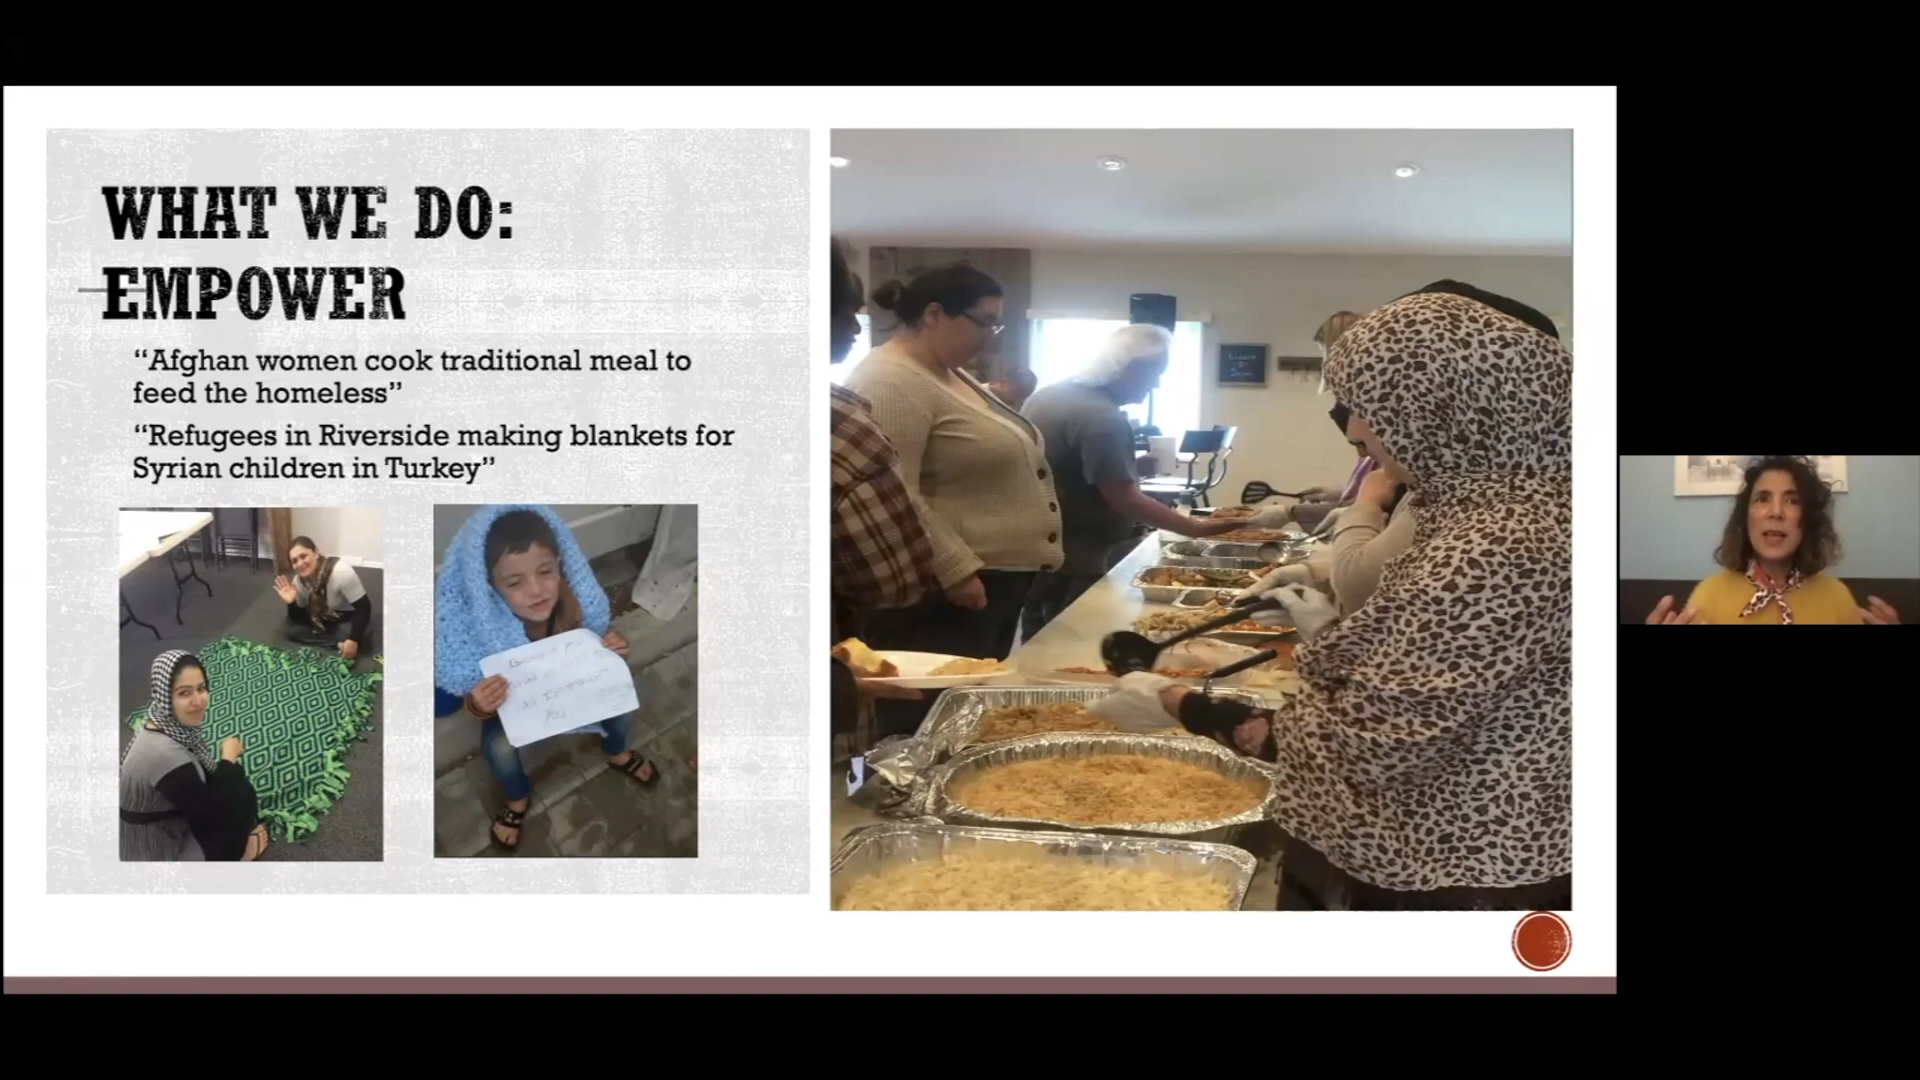 WHAT WE DO:
EMPOWER
“Afghan women cook traditional meal to
feed the homeless”
“Refugees in Riverside making blankets for
Syrian children in Turkey”